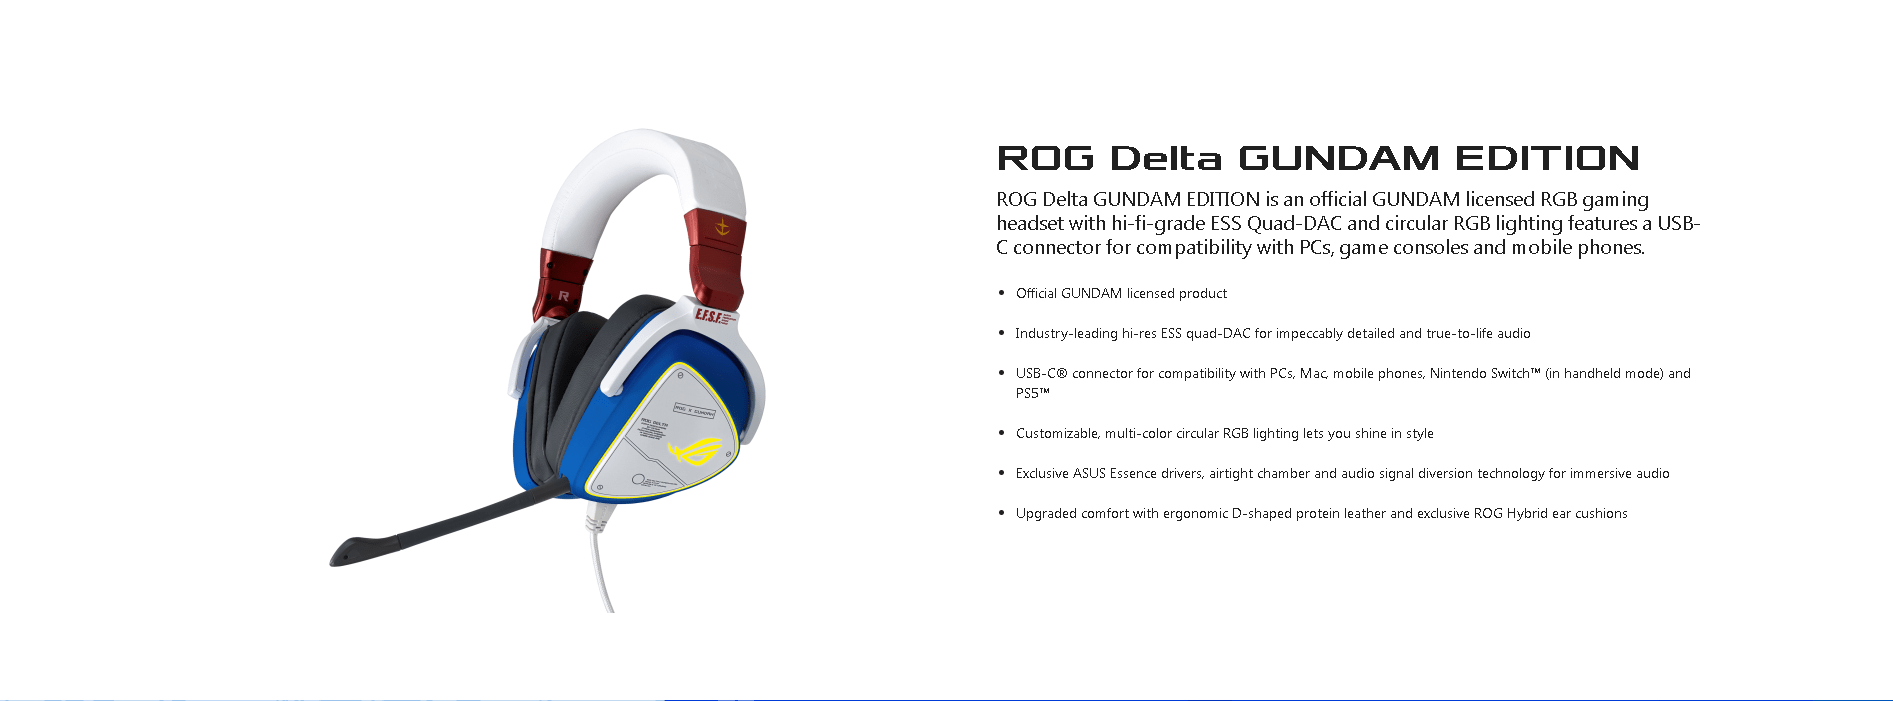 ROG Delta GUNDAM EDITION
ROG Delta GUNDAM EDITION is an official GUNDAM licensed RGB gaming
headset with hi-fi-grade ESS Quad-DAC and circular RGB lighting features a USB-
C connector for compatibility with PCs, game consoles and mobile phones.
• Official GUNDAM licensed product
• Industry-leading hi-res ESS quad-DAC for impeccably detailed and true-to-life audio
• USB-C® connector for compatibility with PCs, Mac, mobile phones, Nintendo Switch™ (in handheld mode) and
PS5™
• Customizable, multi-color circular RGB lighting lets you shine in style
• Exclusive ASUS Essence drivers, airtight chamber and audio signal diversion technology for immersive audio
• Upgraded comfort with ergonomic D-shaped protein leather and exclusive ROG Hybrid ear cushions
R
E.F.S.F.
ROG X GUNDAM
ROG DELTA